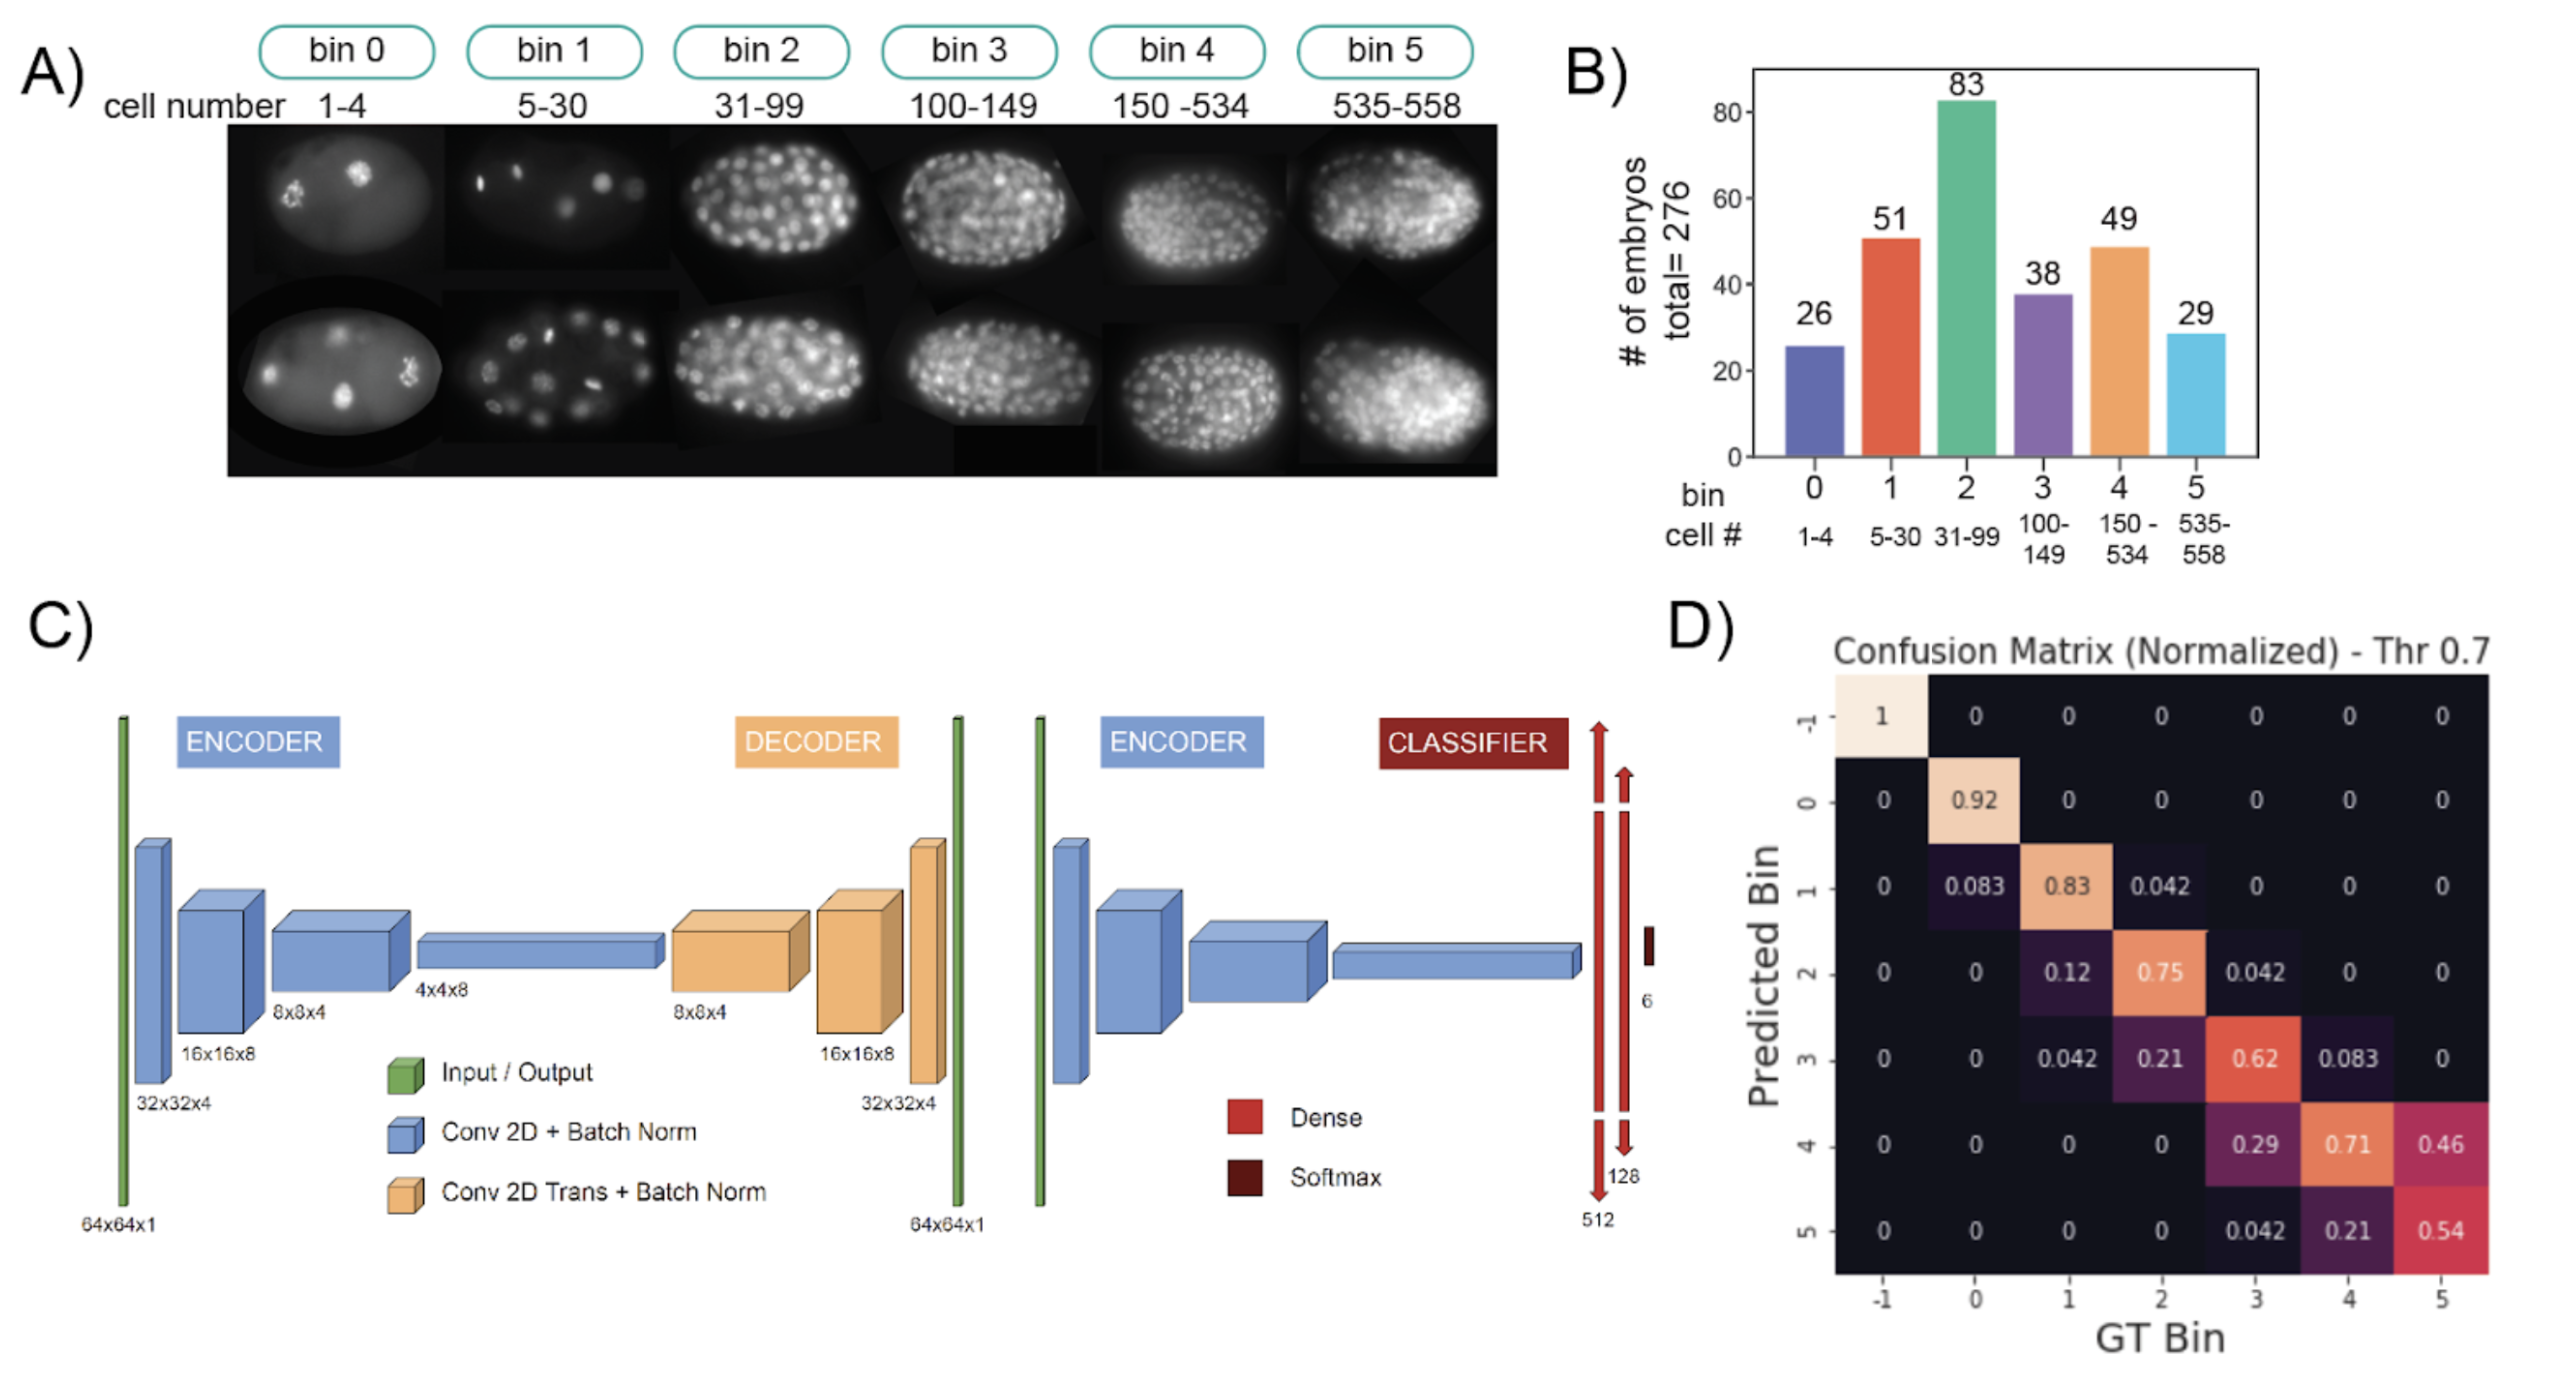 A)
bin 0 bin 1 bin 2 bin 3 bin 4 bin 5
cell number 1-4 5-30 31-99 100-149 150 -534 535-558
B)
# of embryos
total= 276
80
60
40
20
0
26 51 83 38 49 29
bin 0 1 2 3 4 5
cell # 1-4 5-30 31-99 100-149 150 -534 535-558
C)
ENCODER DECODER ENCODER CLASSIFIER
64x64x1
32x32x4
16x16x8
8x8x4
4x4x8
8x8x4
16x16x8
32x32x4
64x64x1
Input / Output
Conv 2D + Batch Norm
Conv 2D Trans + Batch Norm
Dense
Softmax
512
128
6
D)
Confusion Matrix (Normalized) - Thr 0.7
Predicted Bin
-1 1 0 0 0 0 0 0
0 0 0.92 0 0 0 0 0
1 0 0.083 0.83 0.042 0 0 0
2 0 0 0.12 0.75 0.042 0 0
3 0 0 0.042 0.21 0.62 0.083 0
4 0 0 0 0 0.29 0.71 0.46
5 0 0 0 0 0.042 0.21 0.54
-1 0 1 2 3 4 5
GT Bin